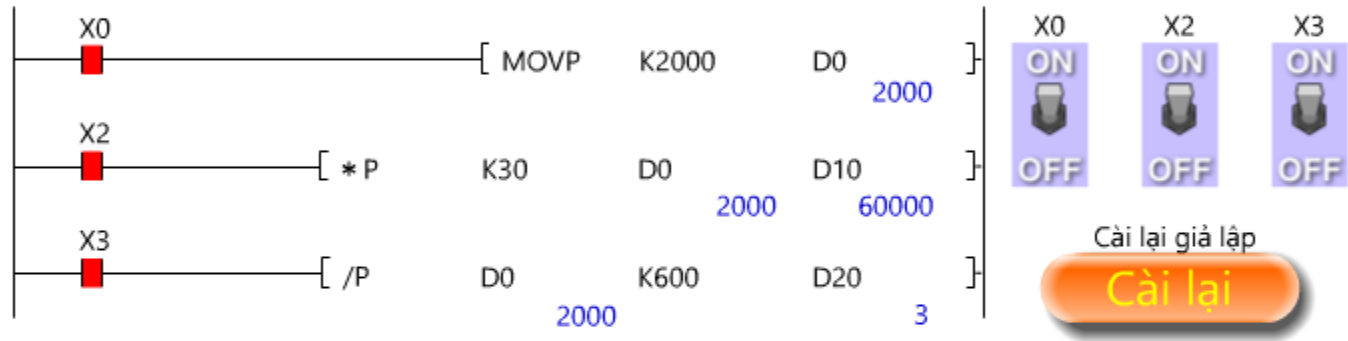 X0
MOVP K2000 D0
2000
X2
* P K30 D0 D10
2000 60000
X3
/P D0 K600 D20
2000 3
X0 X2 X3
ON ON ON
OFF OFF OFF
Cài lại giả lập
Cài lại